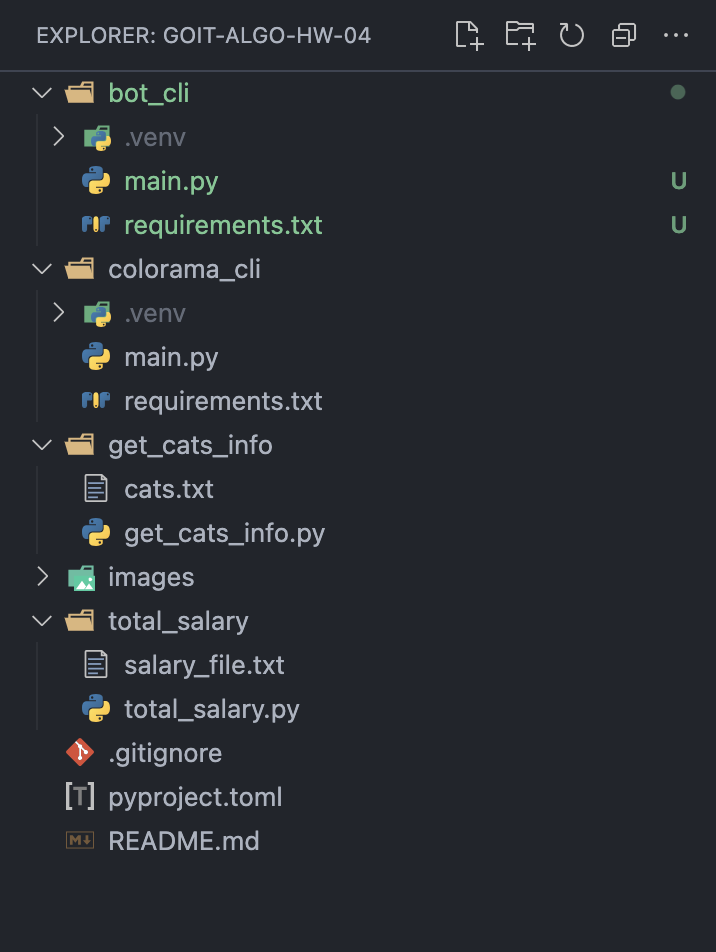 EXPLORER: GOIT-ALGO-HW-04
bot_cli
.venv
main.py U
requirements.txt U
colorama_cli
.venv
main.py
requirements.txt
get_cats_info
cats.txt
get_cats_info.py
images
total_salary
salary_file.txt
total_salary.py
.gitignore
[T] pyproject.toml
M↓ README.md